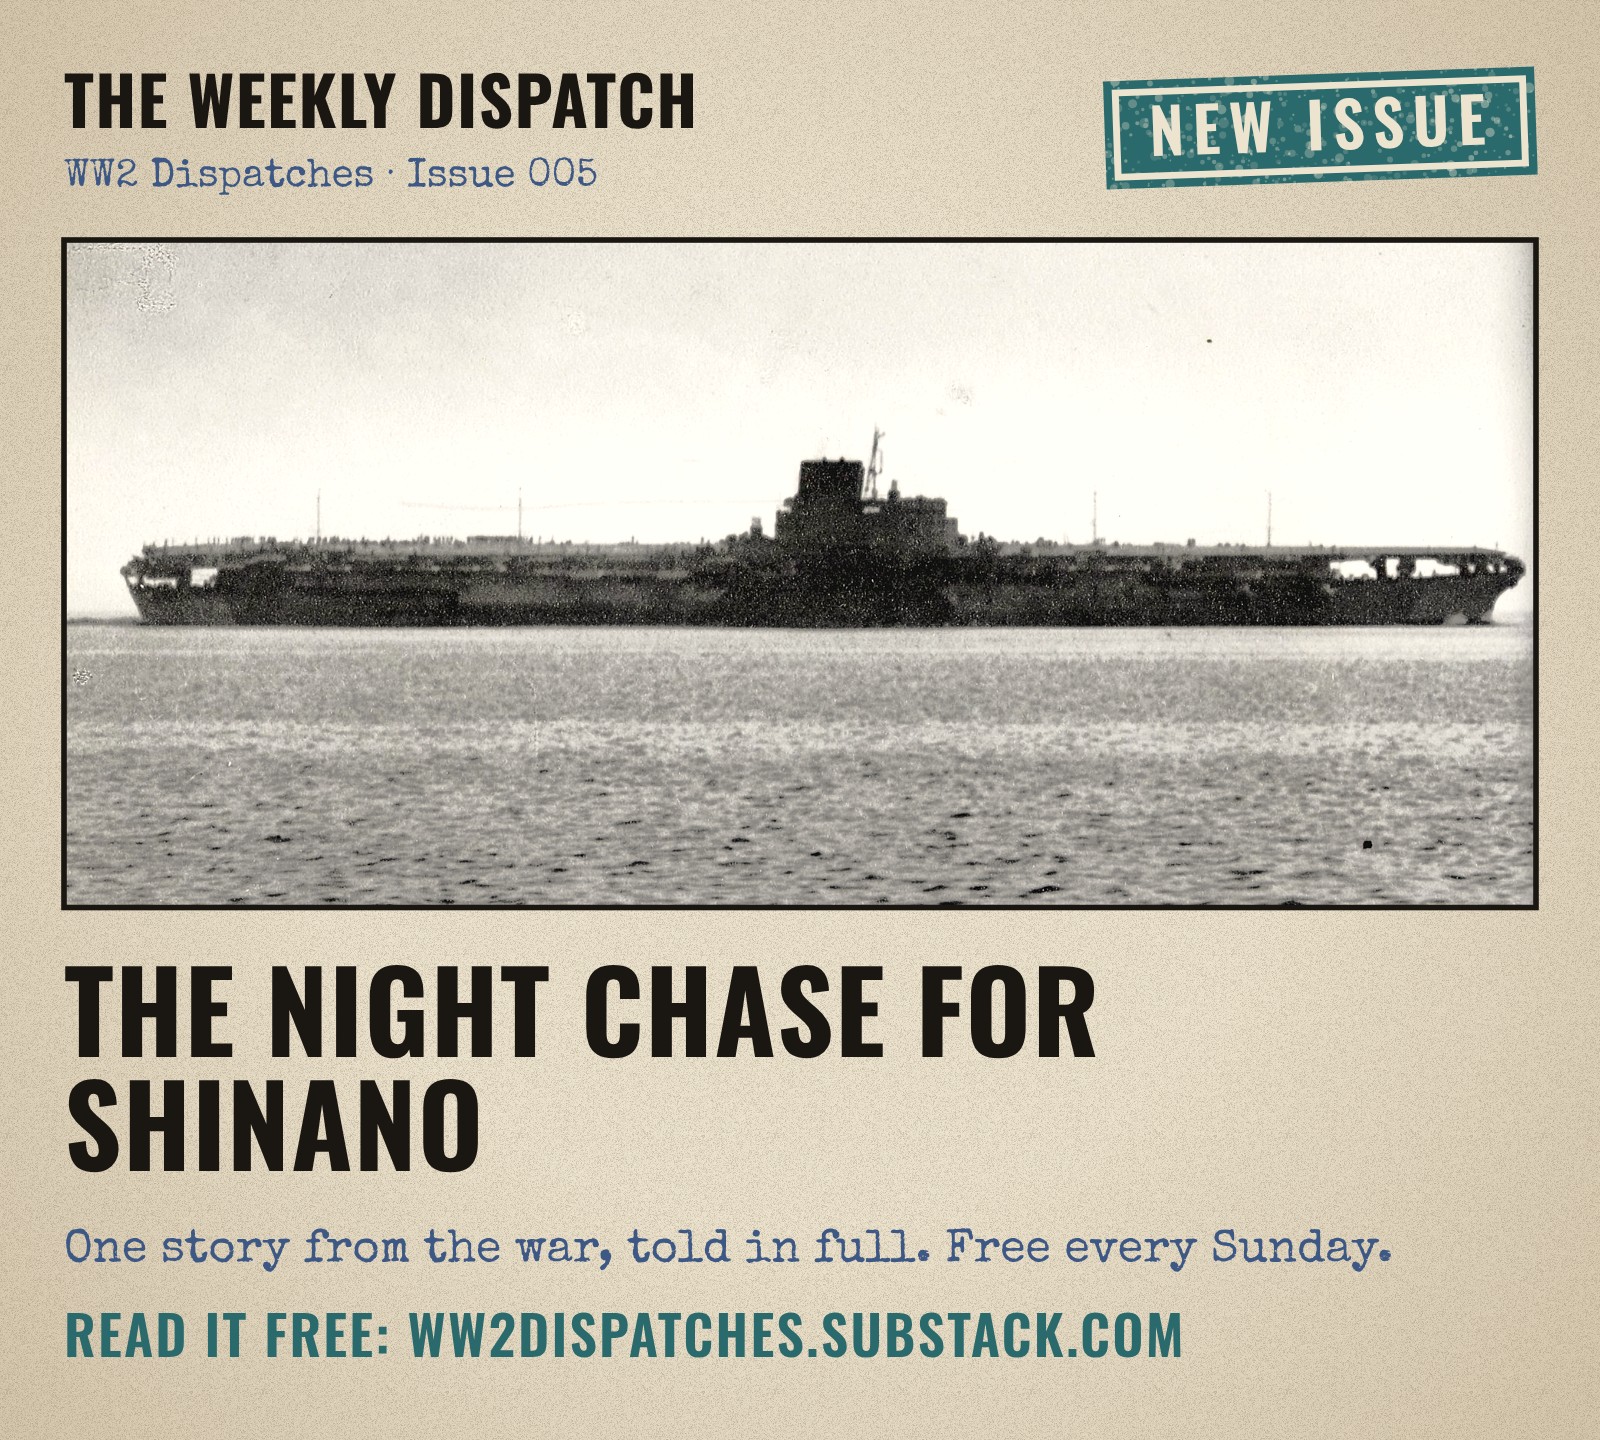 THE WEEKLY DISPATCH
WW2 Dispatches · Issue 005
NEW ISSUE
THE NIGHT CHASE FOR
SHINANO
One story from the war, told in full. Free every Sunday.
READ IT FREE: WW2DISPATCHES.SUBSTACK.COM